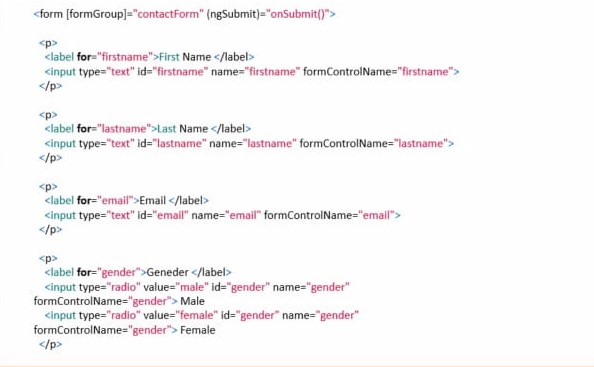 <form [formGroup]="contactForm" (ngSubmit)="onSubmit()">
<p>
<label for="firstname">First Name </label>
<input type="text" id="firstname" name="firstname" formControlName="firstname">
</p>
<p>
<label for="lastname">Last Name </label>
<input type="text" id="lastname" name="lastname" formControlName="lastname">
</p>
<p>
<label for="email">Email </label>
<input type="text" id="email" name="email" formControlName="email">
</p>
<p>
<label for="gender">Geneder </label>
<input type="radio" value="male" id="gender" name="gender"
formControlName="gender"> Male
<input type="radio" value="female" id="gender" name="gender"
formControlName="gender"> Female
</p>